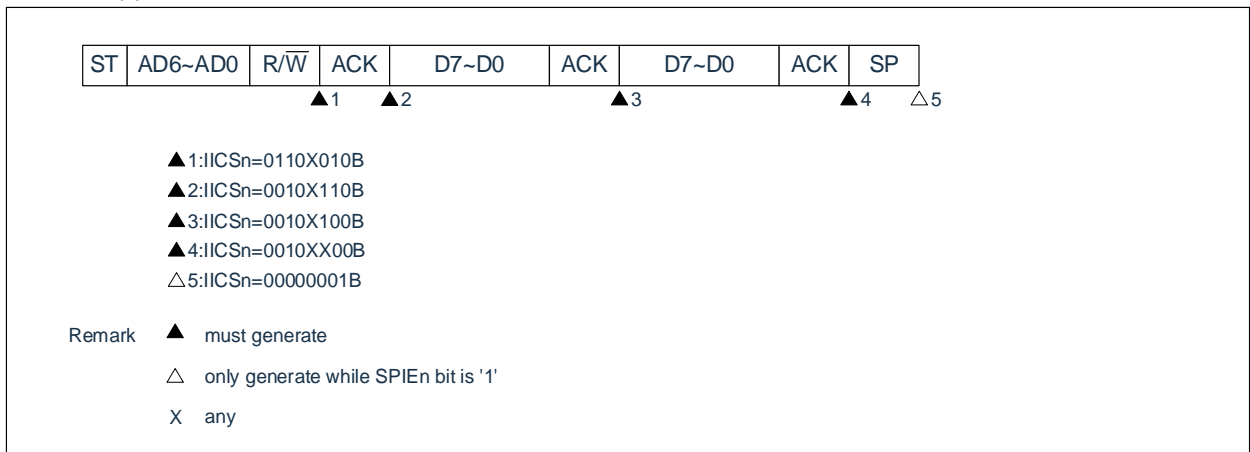 ST AD6~AD0 R/W̅ ACK D7~D0 ACK D7~D0 ACK SP
▲1 ▲2 ▲3 ▲4 △5
▲1:IICSn=0110X010B
▲2:IICSn=0010X110B
▲3:IICSn=0010X100B
▲4:IICSn=0010XX00B
△5:IICSn=00000001B
Remark ▲ must generate
△ only generate while SPIEn bit is '1'
X any